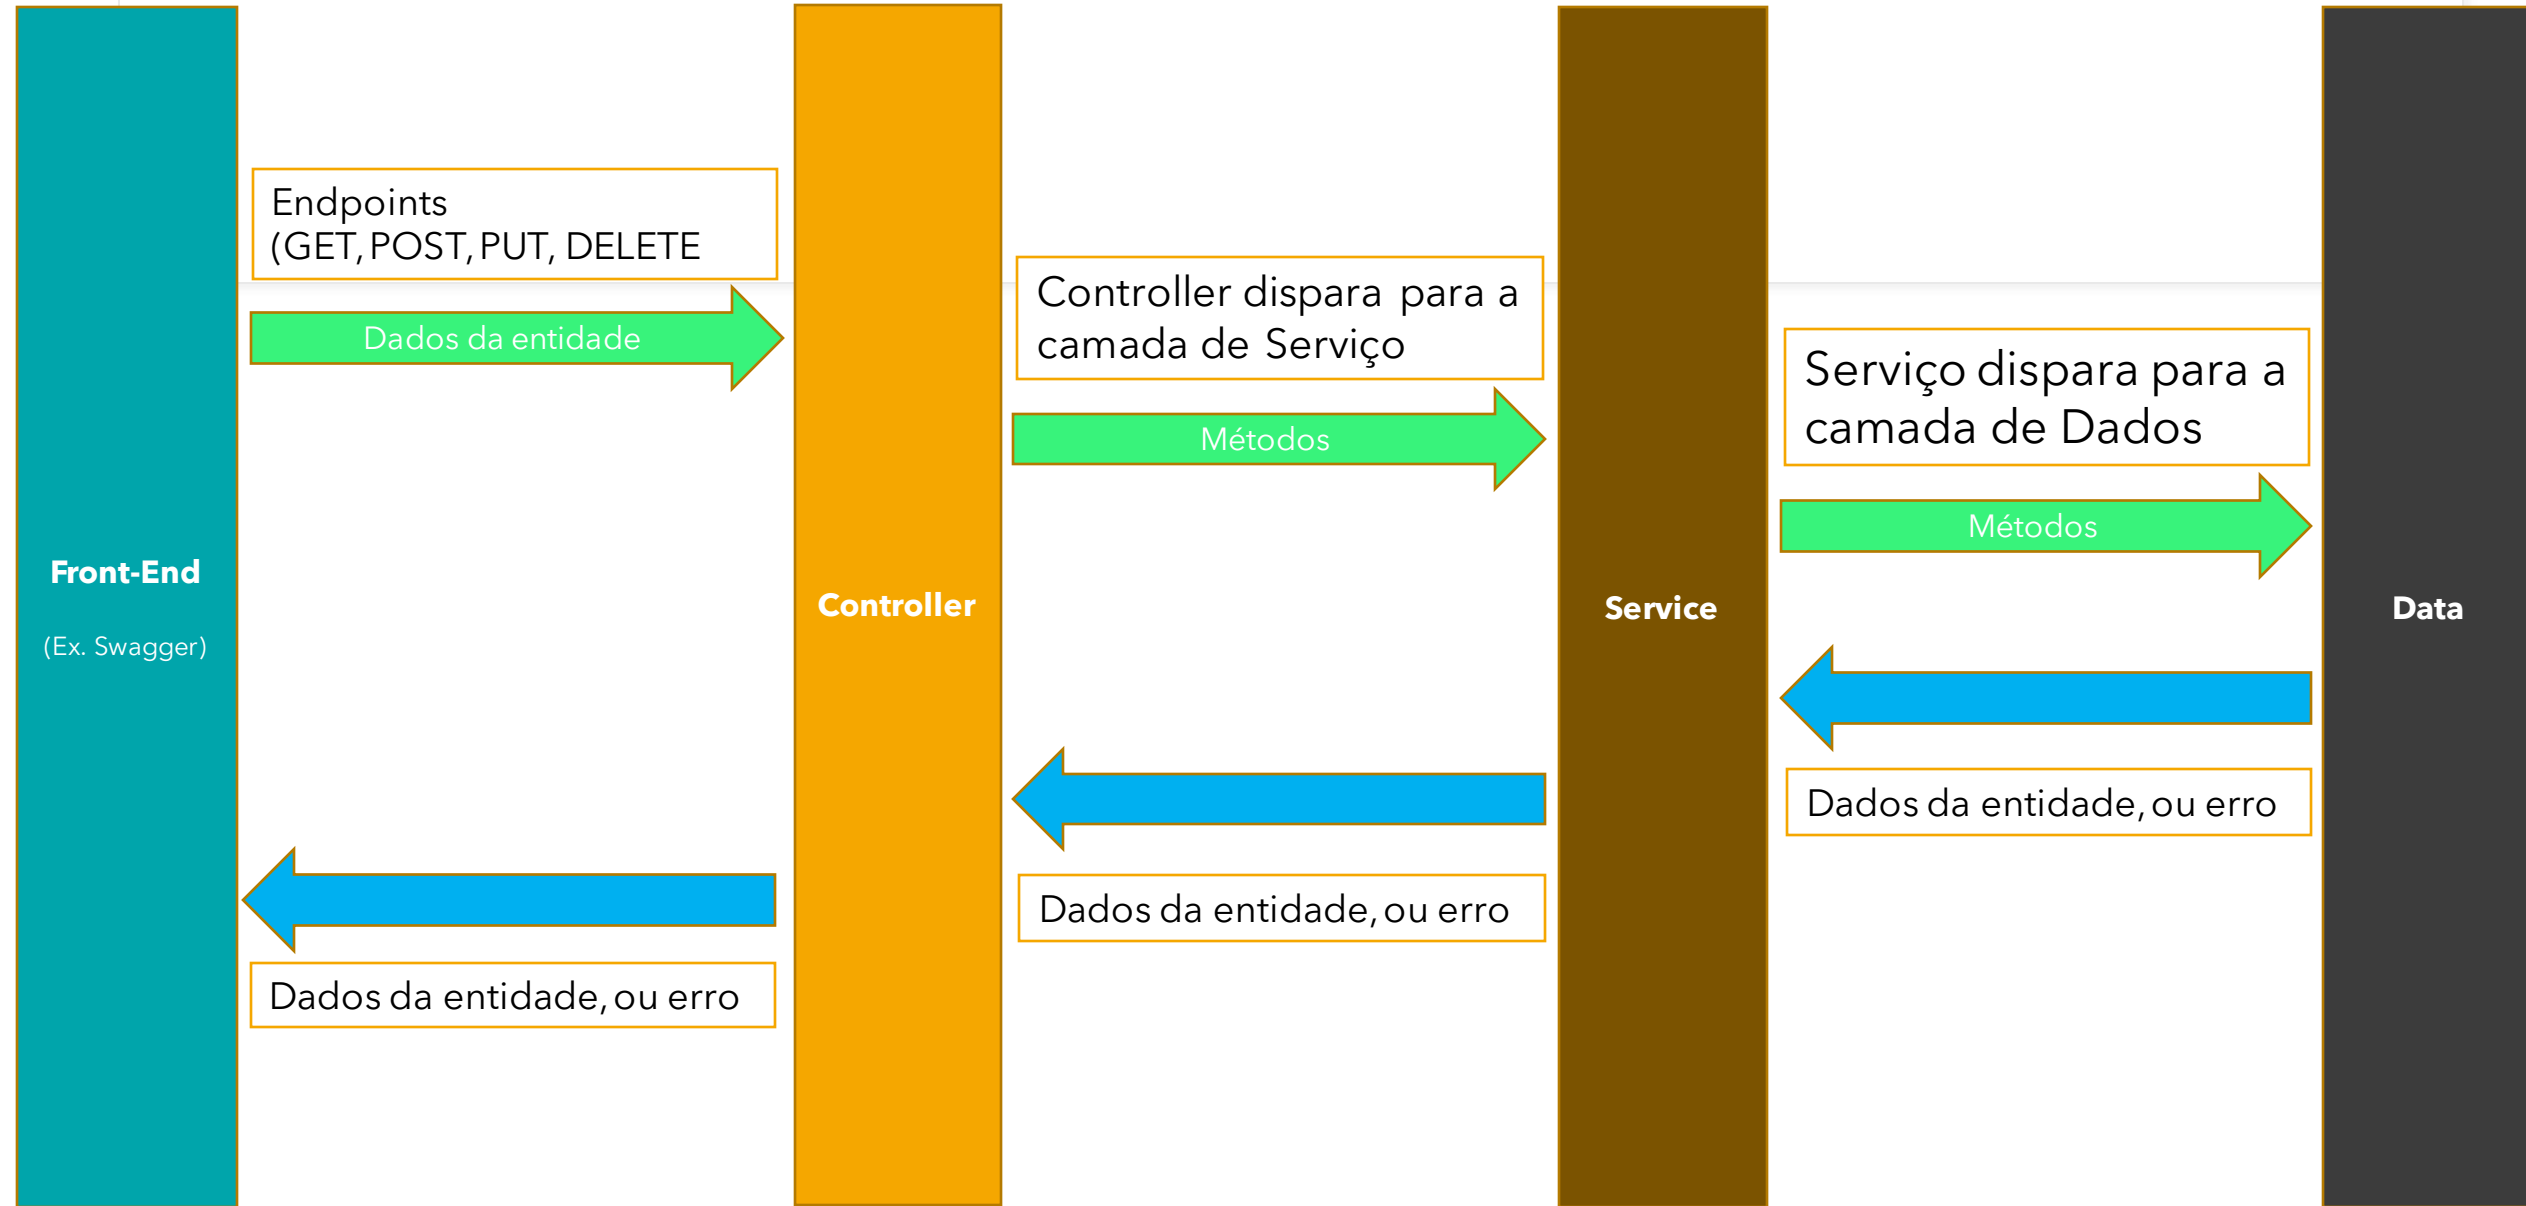 Endpoints
(GET, POST, PUT, DELETE
Dados da entidade
Controller dispara para a
camada de Serviço
Métodos
Serviço dispara para a
camada de Dados
Métodos
Front-End
(Ex. Swagger)
Controller
Service
Data
Dados da entidade, ou erro
Dados da entidade, ou erro
Dados da entidade, ou erro